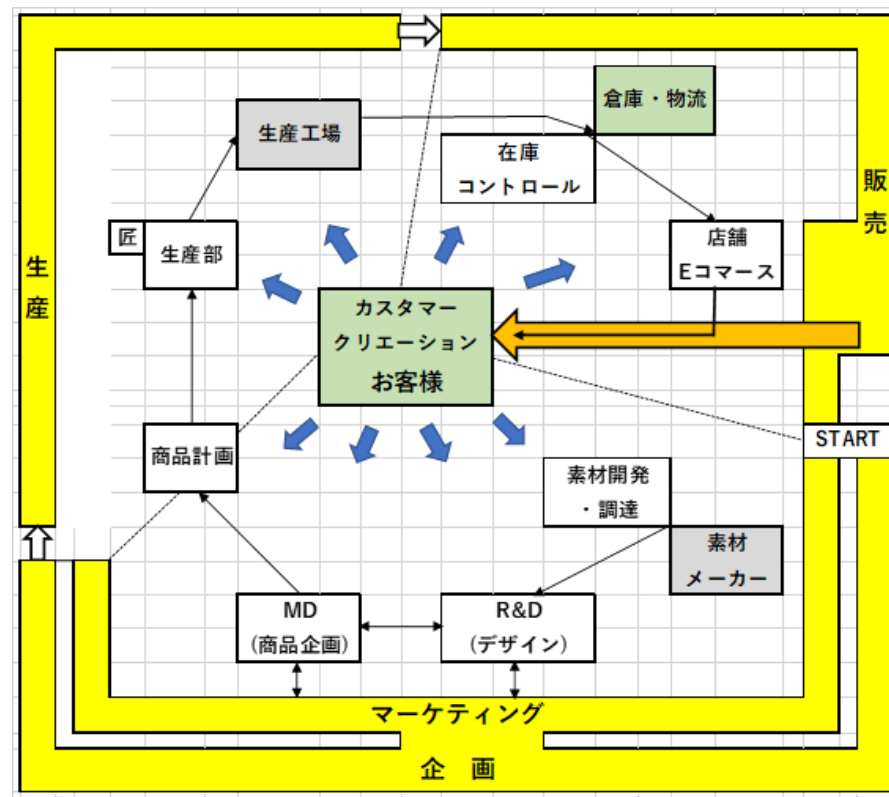 倉庫・物流
生産工場
在庫
コントロール
販
売
匠
生産部
店舗
Eコマース
生
産
カスタマー
クリエーション
お客様
START
商品計画
素材開発
・調達
素材
メーカー
MD
(商品企画)
R&D
(デザイン)
マーケティング
企 画